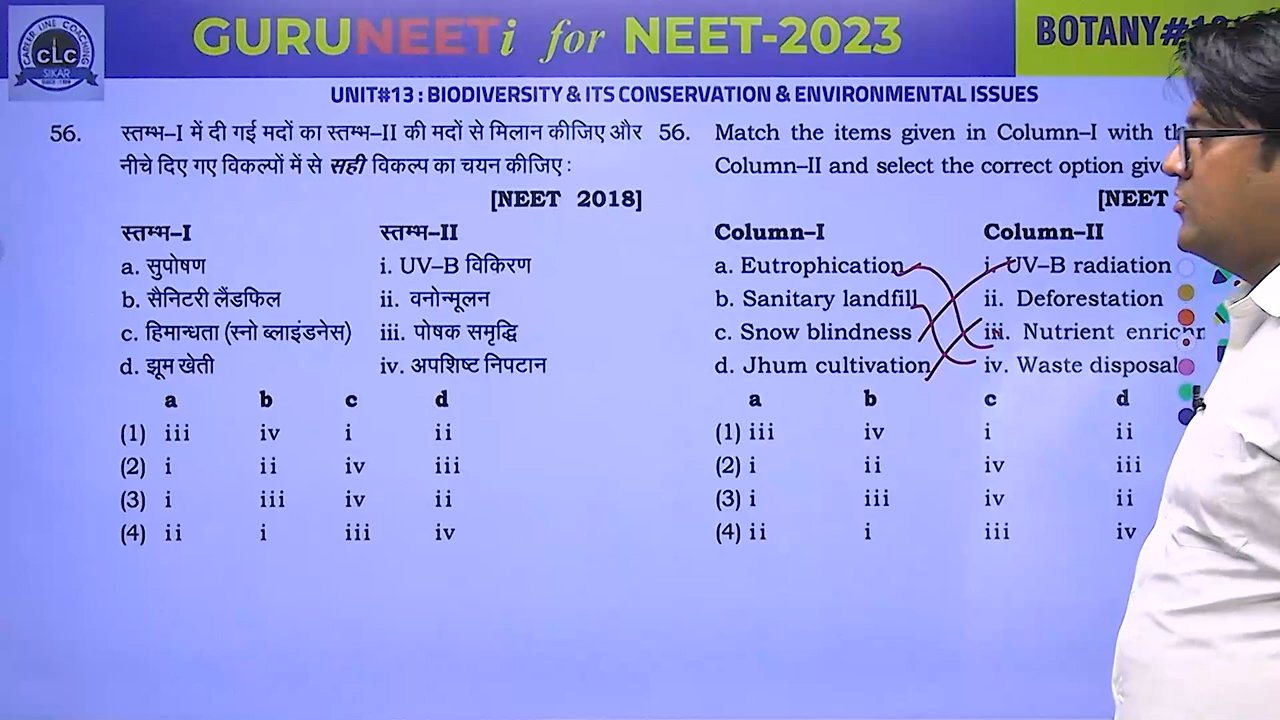 GURUNEETi for NEET-2023
BOTANY#
CAREER LINE COACHING
CLC
SIKAR
UNIT#13 : BIODIVERSITY & ITS CONSERVATION & ENVIRONMENTAL ISSUES
56. स्तम्भ–I में दी गई मदों का स्तम्भ–II की मदों से मिलान कीजिए और
नीचे दिए गए विकल्पों में से सही विकल्प का चयन कीजिए :
[NEET 2018]
स्तम्भ–I स्तम्भ–II
a. सुपोषण i. UV–B विकिरण
b. सैनिटरी लैंडफिल ii. वनोन्मूलन
c. हिमान्धता (स्नो ब्लाइंडनेस) iii. पोषक समृद्धि
d. झूम खेती iv. अपशिष्ट निपटान
a b c d
(1) iii iv i ii
(2) i ii iv iii
(3) i iii iv ii
(4) ii i iii iv
56. Match the items given in Column–I with
Column–II and select the correct option
[NEET
Column–I Column–II
a. Eutrophication i. UV–B radiation
b. Sanitary landfill ii. Deforestation
c. Snow blindness iii. Nutrient
d. Jhum cultivation iv. Waste disposal
a b c d
(1) iii iv i ii
(2) i ii iv iii
(3) i iii iv ii
(4) ii i iii iv